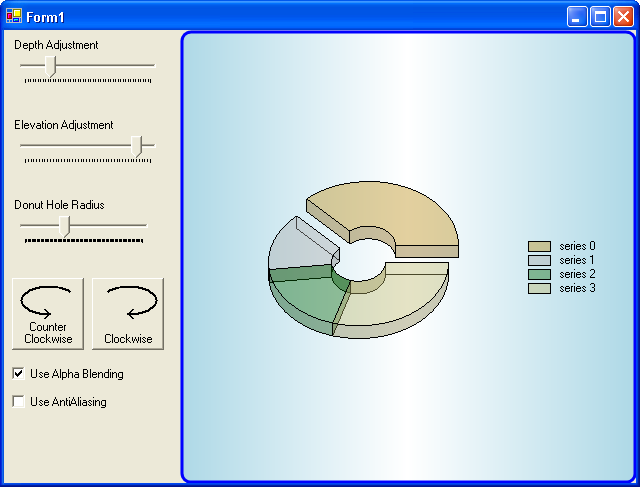 Form1
Depth Adjustment
Elevation Adjustment
Donut Hole Radius
Counter
Clockwise
Clockwise
Use Alpha Blending
Use AntiAliasing
series 0
series 1
series 2
series 3